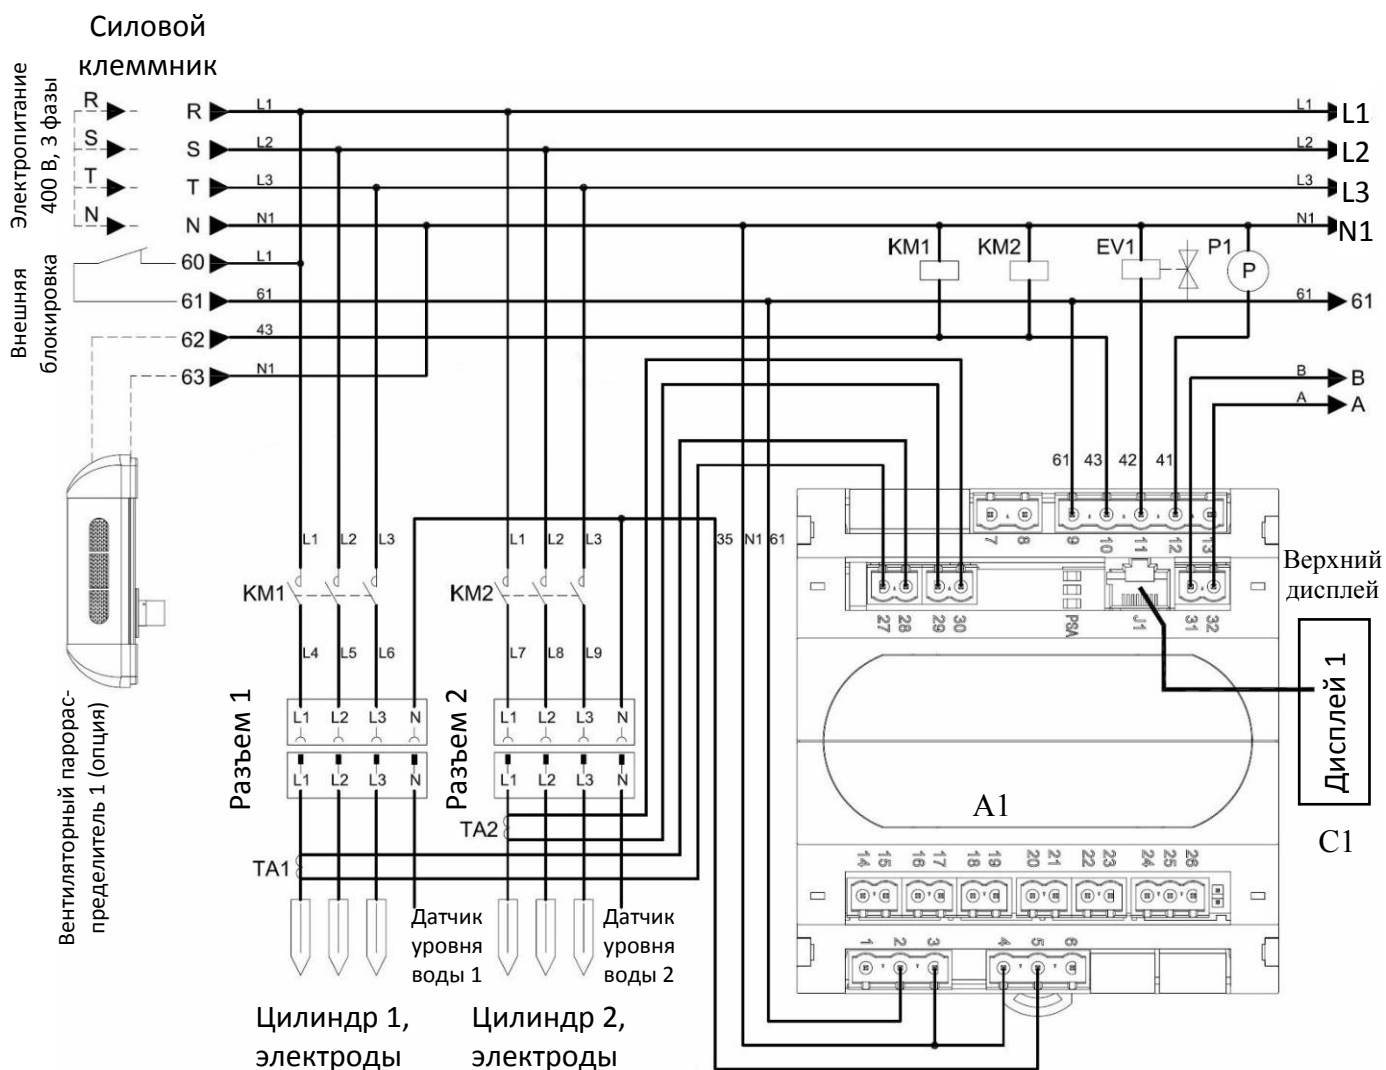 Силовой
клеммник
Электропитание
400 В, 3 фазы
R
S
T
N
R L1 L1 L1
S L2 L2 L2
T L3 L3 L3
N N1 N1 N1
Внешняя
блокировка
60 L1
61 61 61 61
62 43
63 N1
KM1
KM2
EV1
P1
P
B B
A A
61 43 42 41
7 8 9 10 11 12 13
35 N1 61
L1 L2 L3
L1 L2 L3
KM1
KM2
27 28 29 30
PSA
J1
31 32
Верхний
дисплей
Дисплей 1
C1
A1
L4 L5 L6
L7 L8 L9
Разъем 1
L1 L2 L3 N
L1 L2 L3 N
Разъем 2
L1 L2 L3 N
L1 L2 L3 N
TA2
TA1
Вентиляторный парорас-
пределитель 1 (опция)
14 15 16 17 18 19 20 21 22 23 24 25 26
1 2 3 4 5 6
Датчик
уровня
воды 1
Датчик
уровня
воды 2
Цилиндр 1,
электроды
Цилиндр 2,
электроды